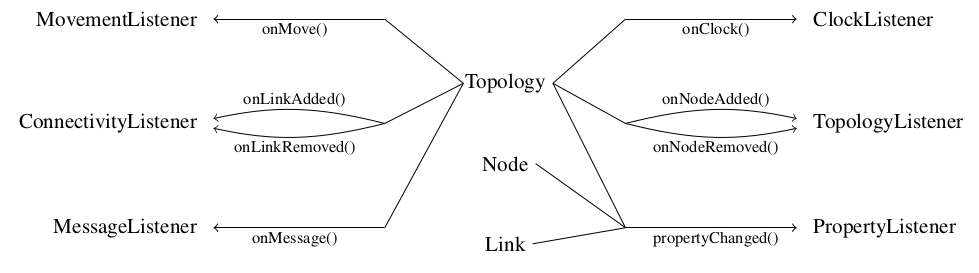 MovementListener
onMove()
onClock()
ClockListener
Topology
onLinkAdded()
onNodeAdded()
ConnectivityListener
TopologyListener
onLinkRemoved()
onNodeRemoved()
Node
MessageListener
onMessage()
Link
propertyChanged()
PropertyListener